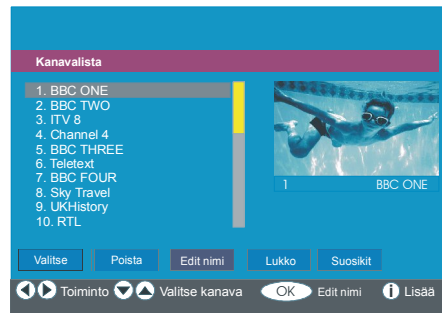 Kanavalista
1. BBC ONE
2. BBC TWO
3. ITV 8
4. Channel 4
5. BBC THREE
6. Teletext
7. BBC FOUR
8. Sky Travel
9. UKHistory
10. RTL
1 BBC ONE
Valitse Poista Edit nimi Lukko Suosikit
Toiminto Valitse kanava OK Edit nimi i Lisää